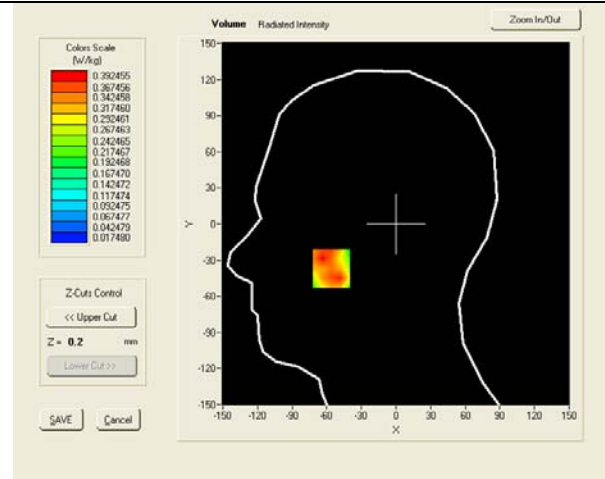 Volume Radiated Intensity
Zoom In/Out
Colors Scale
(W/kg)
0.392455
0.367456
0.342458
0.317460
0.292461
0.267463
0.242465
0.217467
0.192468
0.167470
0.142472
0.117474
0.092475
0.067477
0.042479
0.017480
Z-Cuts Control
<< Upper Cut
Z = 0.2 mm
Lower Cut >>
SAVE
Cancel
150
120
90
60
30
0
-30
-60
-90
-120
-150
Y
-150 -120 -90 -60 -30 0 30 60 90 120 150
X